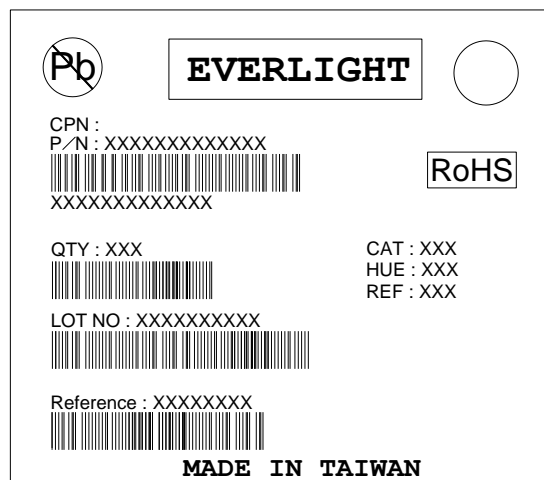 Pb
EVERLIGHT
CPN :
P/N : XXXXXXXXXXXXX
RoHS
XXXXXXXXXXXXX
QTY : XXX
CAT : XXX
HUE : XXX
REF : XXX
LOT NO : XXXXXXXXXX
Reference : XXXXXXXX
MADE IN TAIWAN